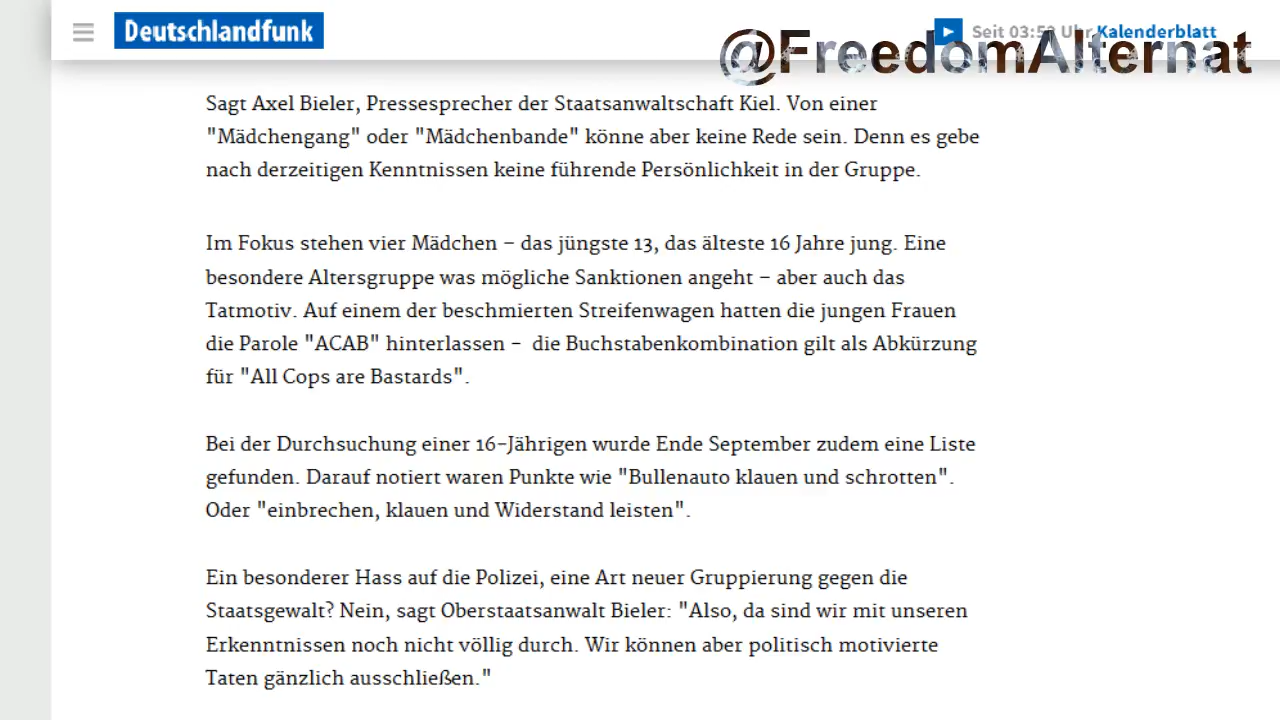 Deutschlandfunk
Seit 03:52 Uhr Kalenderblatt
@FreedomAlternat
Sagt Axel Bieler, Pressesprecher der Staatsanwaltschaft Kiel. Von einer
"Mädchengang" oder "Mädchenbande" könne aber keine Rede sein. Denn es gebe
nach derzeitigen Kenntnissen keine führende Persönlichkeit in der Gruppe.
Im Fokus stehen vier Mädchen – das jüngste 13, das älteste 16 Jahre jung. Eine
besondere Altersgruppe was mögliche Sanktionen angeht – aber auch das
Tatmotiv. Auf einem der beschmierten Streifenwagen hatten die jungen Frauen
die Parole "ACAB" hinterlassen - die Buchstabenkombination gilt als Abkürzung
für "All Cops are Bastards".
Bei der Durchsuchung einer 16-Jährigen wurde Ende September zudem eine Liste
gefunden. Darauf notiert waren Punkte wie "Bullenauto klauen und schrotten".
Oder "einbrechen, klauen und Widerstand leisten".
Ein besonderer Hass auf die Polizei, eine Art neuer Gruppierung gegen die
Staatsgewalt? Nein, sagt Oberstaatsanwalt Bieler: "Also, da sind wir mit unseren
Erkenntnissen noch nicht völlig durch. Wir können aber politisch motivierte
Taten gänzlich ausschließen."